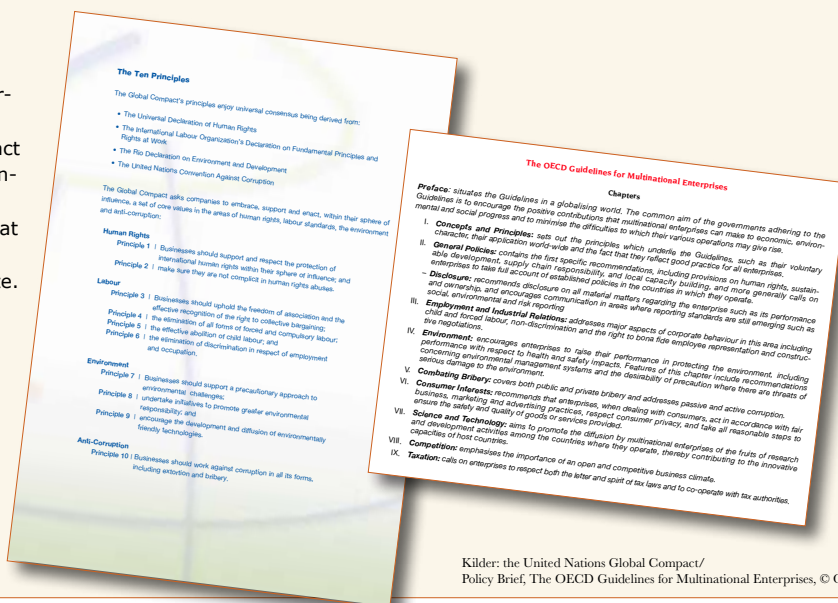 r-
act
n-
at
e.
The Ten Principles
The Global Compact's principles enjoy universal consensus being derived from:
• The Universal Declaration of Human Rights
• The International Labour Organization's Declaration on Fundamental Principles and
Rights at Work
• The Rio Declaration on Environment and Development
• The United Nations Convention Against Corruption
The Global Compact asks companies to embrace, support and enact, within their sphere of
influence, a set of core values in the areas of human rights, labour standards, the environment
and anti-corruption:
Human Rights
Principle 1 | Businesses should support and respect the protection of
international human rights within their sphere of influence; and
Principle 2 | make sure they are not complicit in human rights abuses.
Labour
Principle 3 | Businesses should uphold the freedom of association and the
effective recognition of the right to collective bargaining;
Principle 4 | the elimination of all forms of forced and compulsory labour;
Principle 5 | the effective abolition of child labour; and
Principle 6 | the elimination of discrimination in respect of employment
and occupation.
Environment
Principle 7 | Businesses should support a precautionary approach to
environmental challenges;
Principle 8 | undertake initiatives to promote greater environmental
responsibility; and
Principle 9 | encourage the development and diffusion of environmentally
friendly technologies.
Anti-Corruption
Principle 10 | Businesses should work against corruption in all its forms,
including extortion and bribery.
The OECD Guidelines for Multinational Enterprises
Chapters
Preface: situates the Guidelines in a globalising world. The common aim of the governments adhering to the
Guidelines is to encourage the positive contributions that multinational enterprises can make to economic, environ-
mental and social progress and to minimise the difficulties to which their various operations may give rise.
I. Concepts and Principles: sets out the principles which underlie the Guidelines, such as their voluntary
character, their application world-wide and the fact that they reflect good practice for all enterprises.
II. General Policies: contains the first specific recommendations, including provisions on human rights, sustain-
able development, supply chain responsibility, and local capacity building, and more generally calls on
enterprises to take full account of established policies in the countries in which they operate.
– Disclosure: recommends disclosure on all material matters regarding the enterprise such as its performance
and ownership, and encourages communication in areas where reporting standards are still emerging such as
social, environmental and risk reporting
III. Employment and Industrial Relations: addresses major aspects of corporate behaviour in this area including
child and forced labour, non-discrimination and the right to bona fide employee representation and construc-
tive negotiations.
IV. Environment: encourages enterprises to raise their performance in protecting the environment, including
performance with respect to health and safety impacts. Features of this chapter include recommendations
concerning environmental management systems and the desirability of precaution where there are threats of
serious damage to the environment.
V. Combating Bribery: covers both public and private bribery and addresses passive and active corruption.
VI. Consumer Interests: recommends that enterprises, when dealing with consumers, act in accordance with fair
business, marketing and advertising practices, respect consumer privacy, and take all reasonable steps to
ensure the safety and quality of goods or services provided.
VII. Science and Technology: aims to promote the diffusion by multinational enterprises of the fruits of research
and development activities among the countries where they operate, thereby contributing to the innovative
capacities of host countries.
VIII. Competition: emphasises the importance of an open and competitive business climate.
IX. Taxation: calls on enterprises to respect both the letter and spirit of tax laws and to co-operate with tax authorities.
Kilder: the United Nations Global Compact/
Policy Brief, The OECD Guidelines for Multinational Enterprises, ©